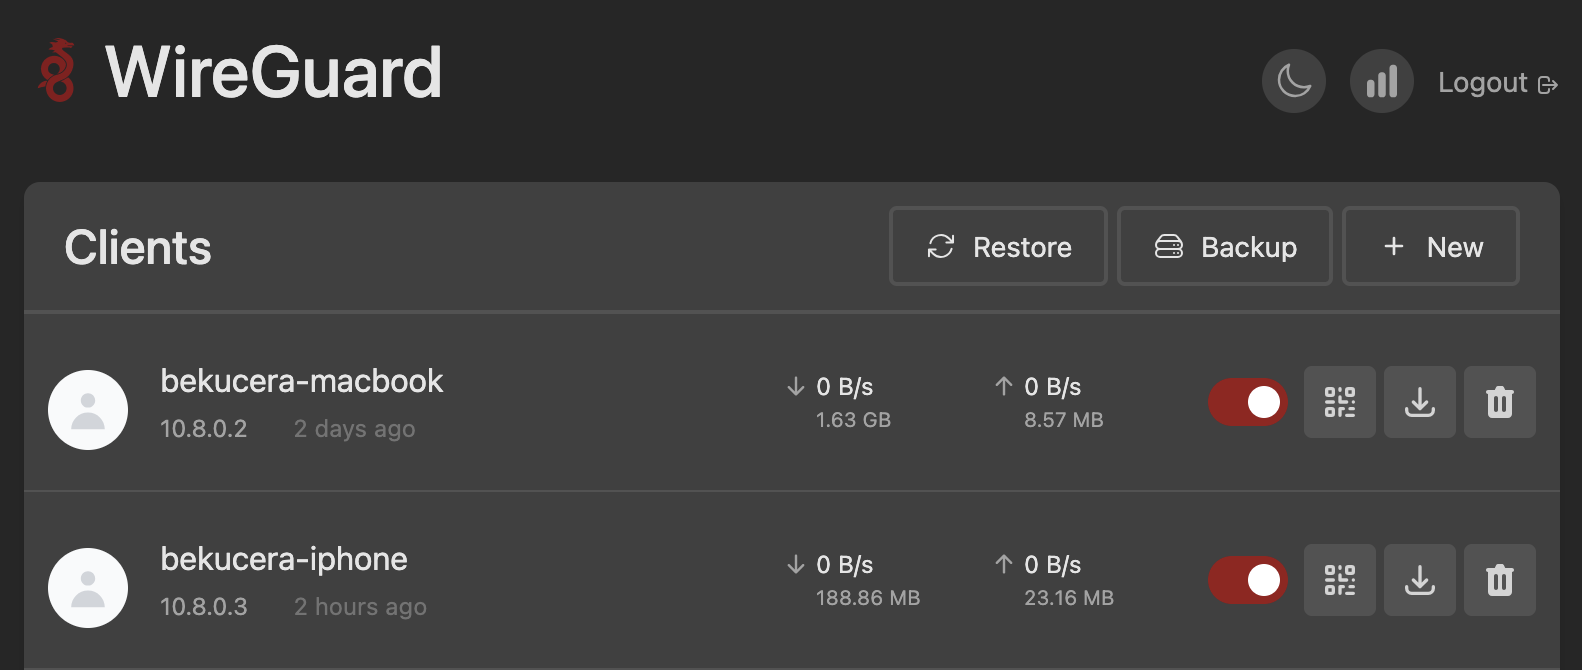 WireGuard
Logout
Clients
Restore
Backup
New
bekucera-macbook
10.8.0.2 2 days ago
0 B/s
1.63 GB
0 B/s
8.57 MB
bekucera-iphone
10.8.0.3 2 hours ago
0 B/s
188.86 MB
0 B/s
23.16 MB